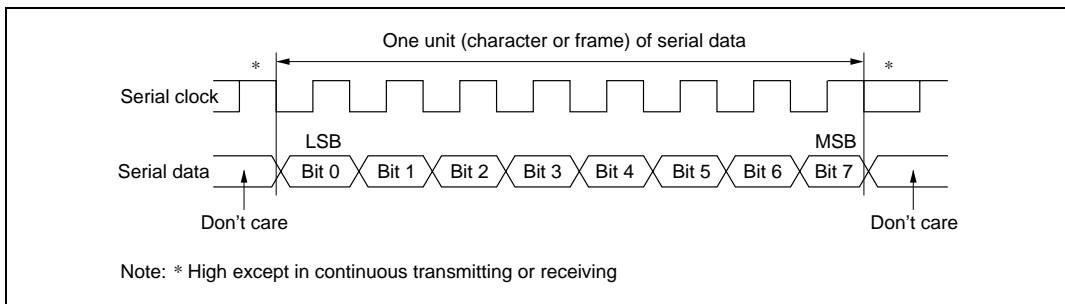 One unit (character or frame) of serial data
* *
Serial clock
LSB MSB
Serial data Bit 0 Bit 1 Bit 2 Bit 3 Bit 4 Bit 5 Bit 6 Bit 7
Don't care Don't care
Note: * High except in continuous transmitting or receiving